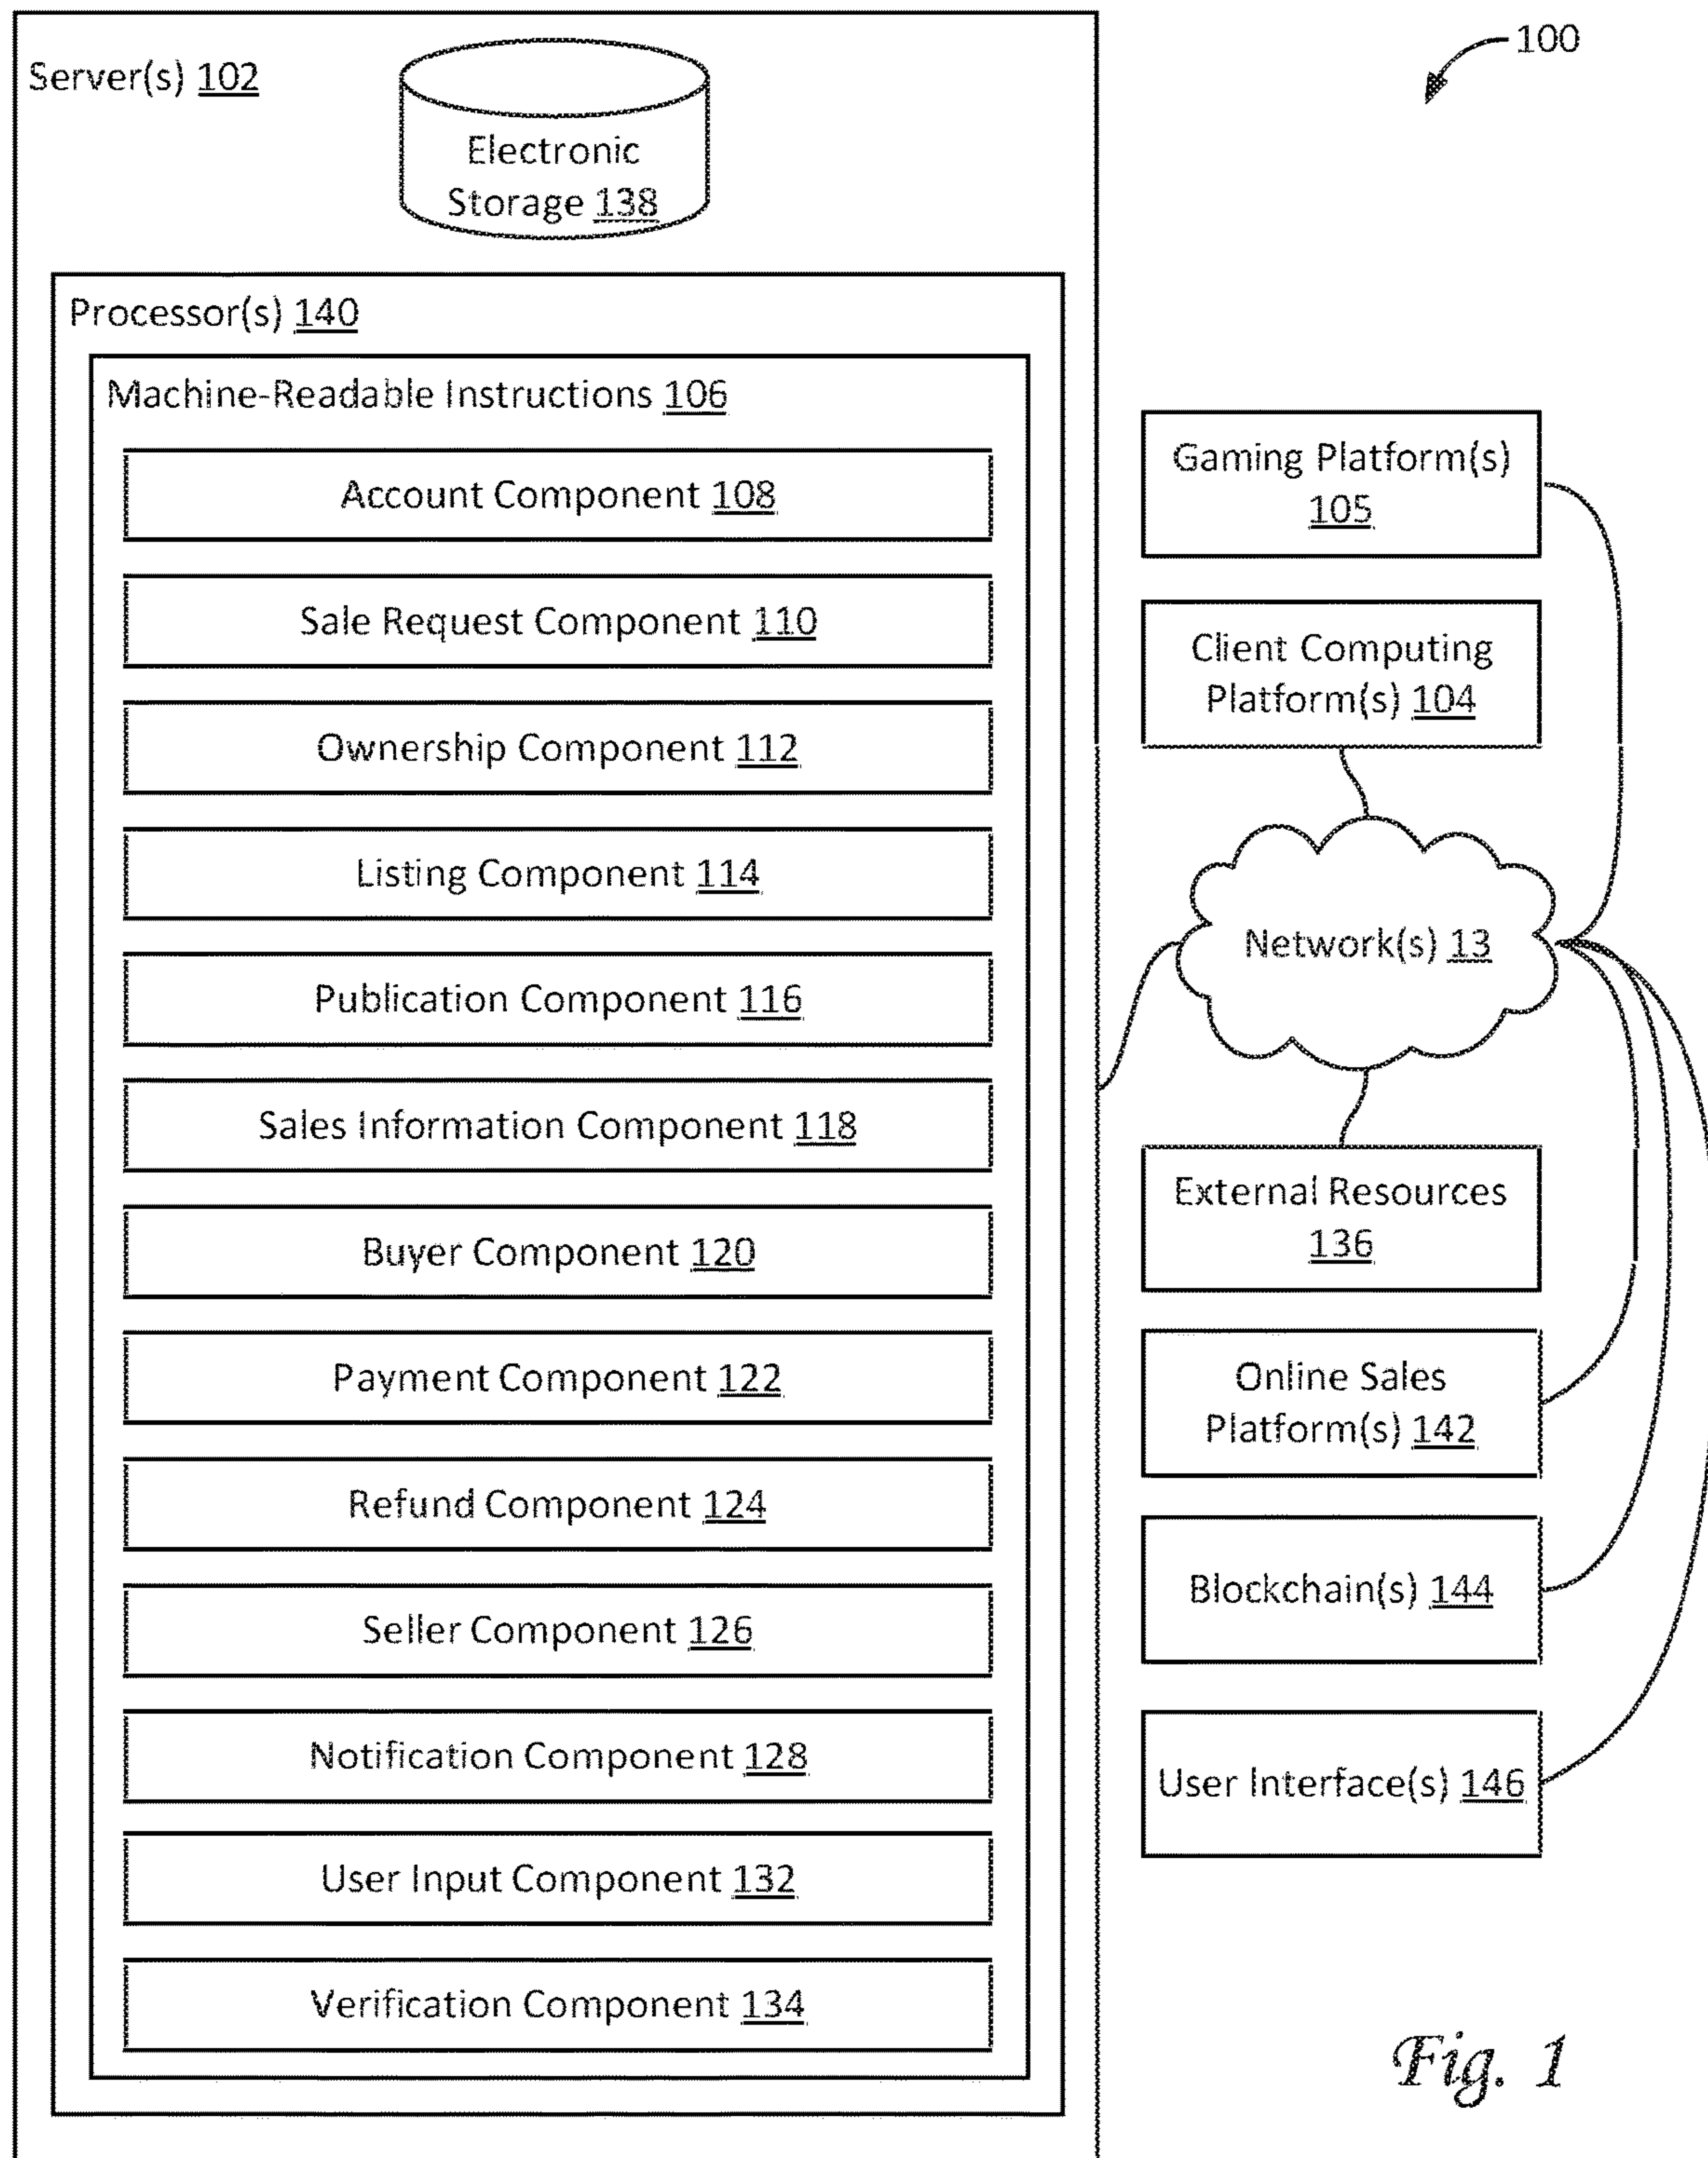 100
Server(s) 102
Electronic
Storage 138
Processor(s) 140
Machine-Readable Instructions 106
Account Component 108
Sale Request Component 110
Ownership Component 112
Listing Component 114
Publication Component 116
Sales Information Component 118
Buyer Component 120
Payment Component 122
Refund Component 124
Seller Component 126
Notification Component 128
User Input Component 132
Verification Component 134
Gaming Platform(s)
105
Client Computing
Platform(s) 104
Network(s) 13
External Resources
136
Online Sales
Platform(s) 142
Blockchain(s) 144
User Interface(s) 146
Fig. 1